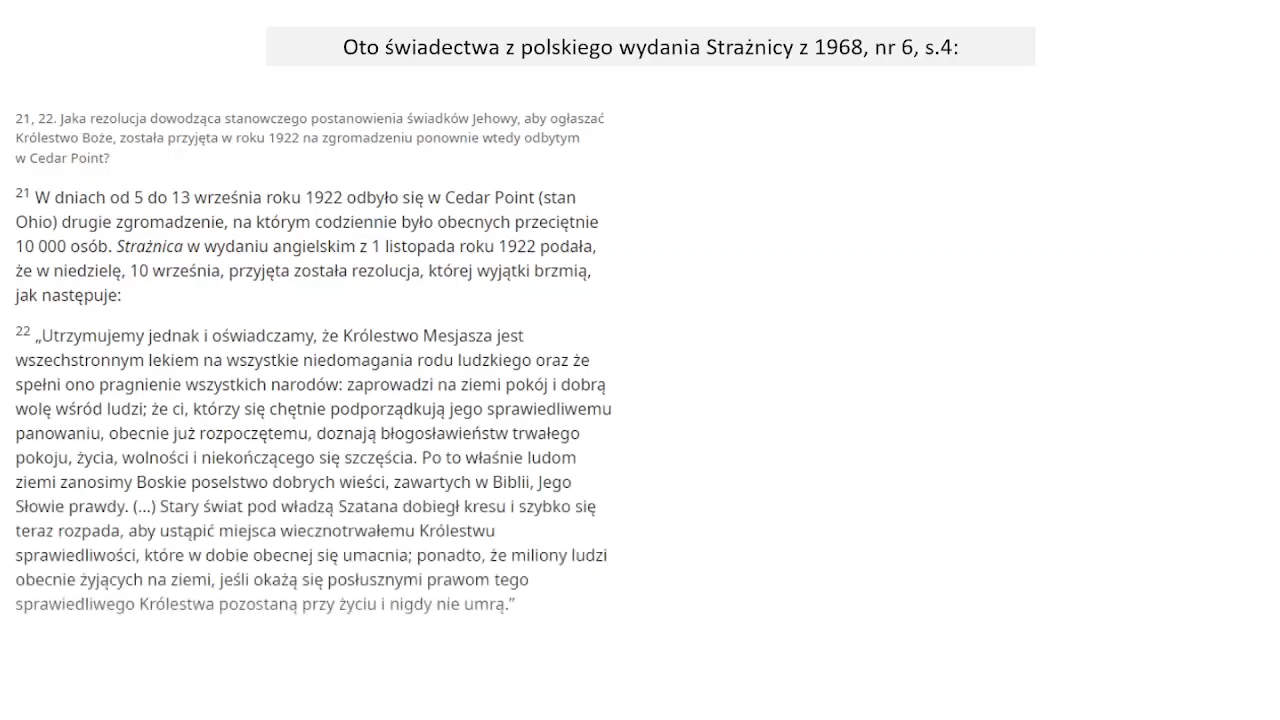 Oto świadectwa z polskiego wydania Strażnicy z 1968, nr 6, s.4:
21, 22. Jaka rezolucja dowodząca stanowczego postanowienia świadków Jehowy, aby ogłaszać
Królestwo Boże, została przyjęta w roku 1922 na zgromadzeniu ponownie wtedy odbytym
w Cedar Point?
21 W dniach od 5 do 13 września roku 1922 odbyło się w Cedar Point (stan
Ohio) drugie zgromadzenie, na którym codziennie było obecnych przeciętnie
10 000 osób. Strażnica w wydaniu angielskim z 1 listopada roku 1922 podała,
że w niedzielę, 10 września, przyjęta została rezolucja, której wyjątki brzmią,
jak następuje:
22 „Utrzymujemy jednak i oświadczamy, że Królestwo Mesjasza jest
wszechstronnym lekiem na wszystkie niedomagania rodu ludzkiego oraz że
spełni ono pragnienie wszystkich narodów: zaprowadzi na ziemi pokój i dobrą
wolę wśród ludzi; że ci, którzy się chętnie podporządkują jego sprawiedliwemu
panowaniu, obecnie już rozpoczętemu, doznają błogosławieństw trwałego
pokoju, życia, wolności i niekończącego się szczęścia. Po to właśnie ludom
ziemi zanosimy Boskie poselstwo dobrych wieści, zawartych w Biblii, Jego
Słowie prawdy. (...) Stary świat pod władzą Szatana dobiegł kresu i szybko się
teraz rozpada, aby ustąpić miejsca wiecznotrwałemu Królestwu
sprawiedliwości, które w dobie obecnej się umacnia; ponadto, że miliony ludzi
obecnie żyjących na ziemi, jeśli okażą się posłusznymi prawom tego
sprawiedliwego Królestwa pozostaną przy życiu i nigdy nie umrą.”